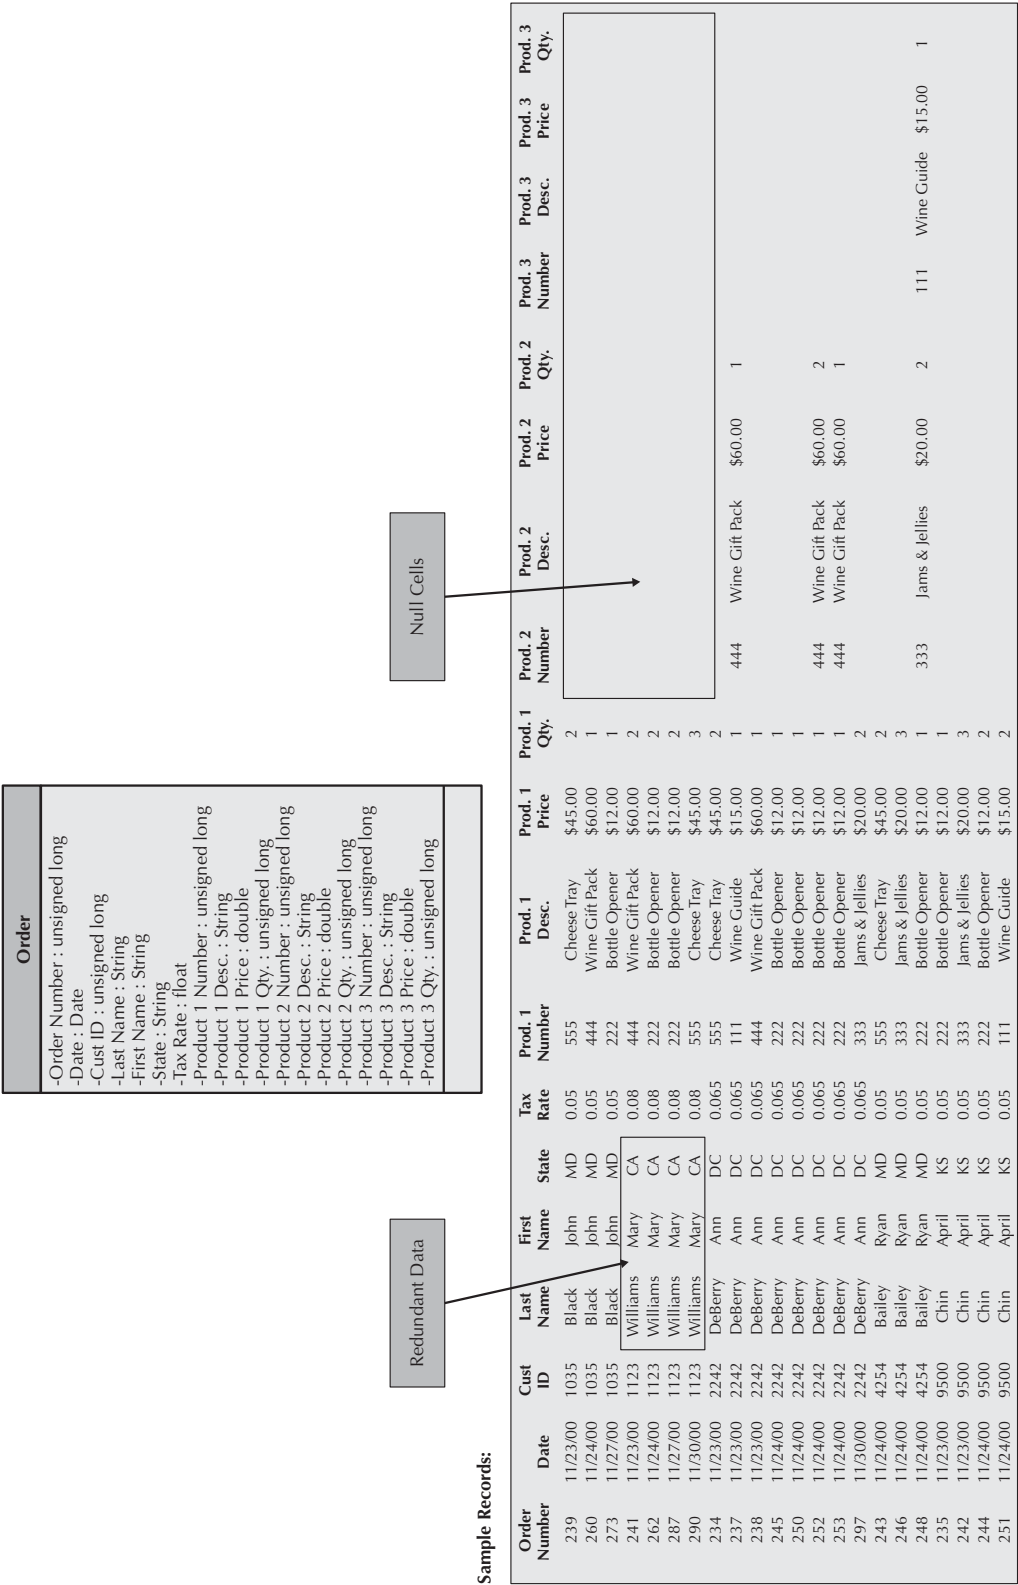 Order
-Order Number : unsigned long
-Date : Date
-Cust ID : unsigned long
-Last Name : String
-First Name : String
-State : String
-Tax Rate : float
-Product 1 Number : unsigned long
-Product 1 Desc. : String
-Product 1 Price : double
-Product 1 Qty. : unsigned long
-Product 2 Number : unsigned long
-Product 2 Desc. : String
-Product 2 Price : double
-Product 2 Qty. : unsigned long
-Product 3 Number : unsigned long
-Product 3 Desc. : String
-Product 3 Price : double
-Product 3 Qty. : unsigned long
Redundant Data
Null Cells
Sample Records:
Order Cust Last First Tax Prod. 1 Prod. 1 Prod. 1 Prod. 1 Prod. 2 Prod. 2 Prod. 2 Prod. 2 Prod. 3 Prod. 3 Prod. 3 Prod. 3
Number Date ID Name Name State Rate Number Desc. Price Qty. Number Desc. Price Qty. Number Desc. Price Qty.
239 11/23/00 1035 Black John MD 0.05 555 Cheese Tray $45.00 2
260 11/24/00 1035 Black John MD 0.05 444 Wine Gift Pack $60.00 1
273 11/27/00 1035 Black John MD 0.05 222 Bottle Opener $12.00 1
241 11/23/00 1123 Williams Mary CA 0.08 444 Wine Gift Pack $60.00 2
262 11/24/00 1123 Williams Mary CA 0.08 222 Bottle Opener $12.00 2
287 11/27/00 1123 Williams Mary CA 0.08 222 Bottle Opener $12.00 2
290 11/30/00 1123 Williams Mary CA 0.08 555 Cheese Tray $45.00 3
234 11/23/00 2242 DeBerry Ann DC 0.065 555 Cheese Tray $45.00 2
237 11/23/00 2242 DeBerry Ann DC 0.065 111 Wine Guide $15.00 1 444 Wine Gift Pack $60.00 1
238 11/23/00 2242 DeBerry Ann DC 0.065 444 Wine Gift Pack $60.00 1
245 11/24/00 2242 DeBerry Ann DC 0.065 222 Bottle Opener $12.00 1
250 11/24/00 2242 DeBerry Ann DC 0.065 222 Bottle Opener $12.00 1
252 11/24/00 2242 DeBerry Ann DC 0.065 222 Bottle Opener $12.00 1 444 Wine Gift Pack $60.00 2
253 11/24/00 2242 DeBerry Ann DC 0.065 222 Bottle Opener $12.00 1 444 Wine Gift Pack $60.00 1
297 11/30/00 2242 DeBerry Ann DC 0.065 333 Jams & Jellies $20.00 2
243 11/24/00 4254 Bailey Ryan MD 0.05 555 Cheese Tray $45.00 2
246 11/24/00 4254 Bailey Ryan MD 0.05 333 Jams & Jellies $20.00 3
248 11/24/00 4254 Bailey Ryan MD 0.05 222 Bottle Opener $12.00 1 333 Jams & Jellies $20.00 2 111 Wine Guide $15.00 1
235 11/23/00 9500 Chin April KS 0.05 222 Bottle Opener $12.00 1
242 11/23/00 9500 Chin April KS 0.05 333 Jams & Jellies $20.00 3
244 11/24/00 9500 Chin April KS 0.05 222 Bottle Opener $12.00 2
251 11/24/00 9500 Chin April KS 0.05 111 Wine Guide $15.00 2